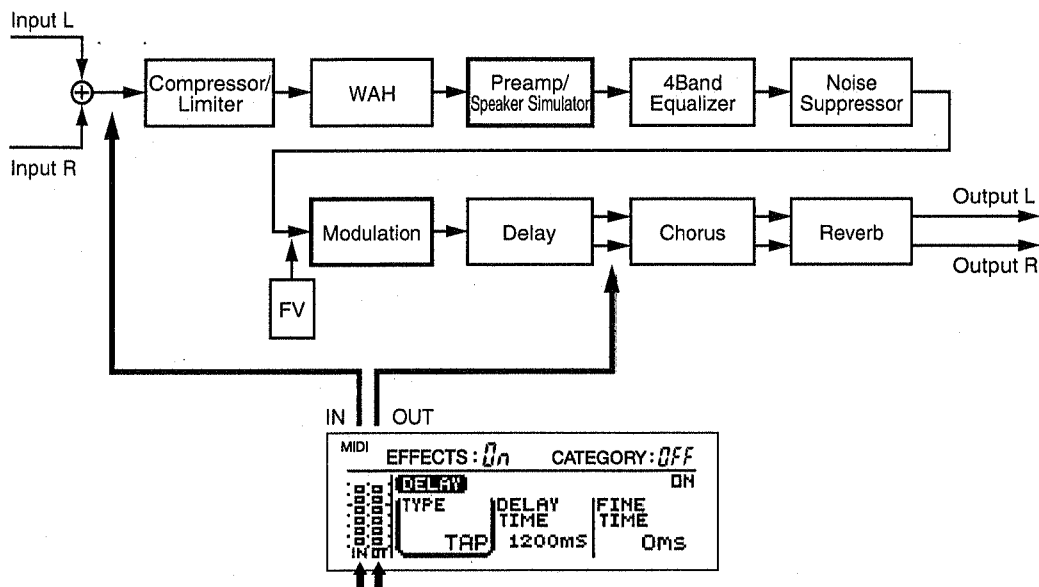 Input L
Input R
Compressor/
Limiter
WAH
Preamp/
Speaker Simulator
4Band
Equalizer
Noise
Suppressor
Modulation
Delay
Chorus
Reverb
Output L
Output R
FV
IN
OUT
MIDI
EFFECTS : On
CATEGORY : OFF
DELAY
ON
TYPE
TAP
DELAY
TIME
1200mS
FINE
TIME
0ms
IN OT